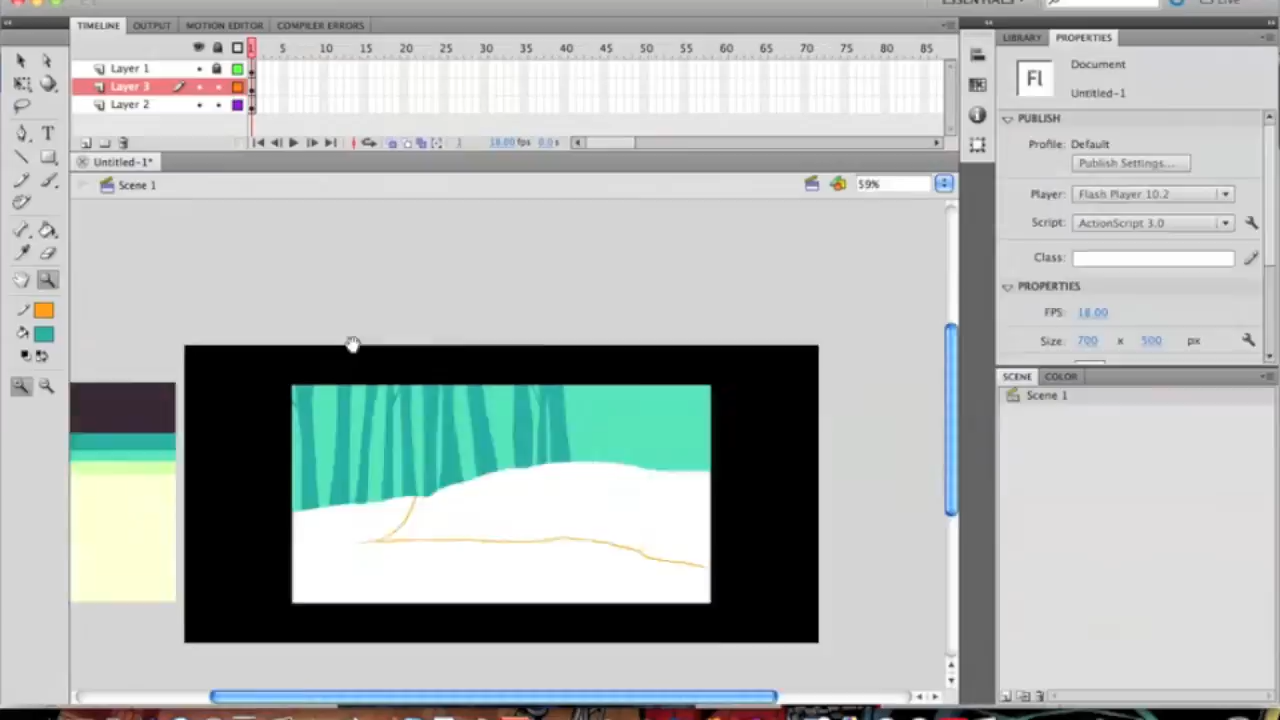 TIMELINE OUTPUT MOTION EDITOR COMPILER ERRORS
1 5 10 15 20 25 30 35 40 45 50 55 60 65 70 75 80 85
Layer 1
Layer 3
Layer 2
1 18.00 fps 0.0 s
Untitled-1*
Scene 1 59%
LIBRARY PROPERTIES
Fl Document
Untitled-1
PUBLISH
Profile: Default
Publish Settings...
Player: Flash Player 10.2
Script: ActionScript 3.0
Class:
PROPERTIES
FPS: 18.00
Size: 700 x 500 px
SCENE COLOR
Scene 1